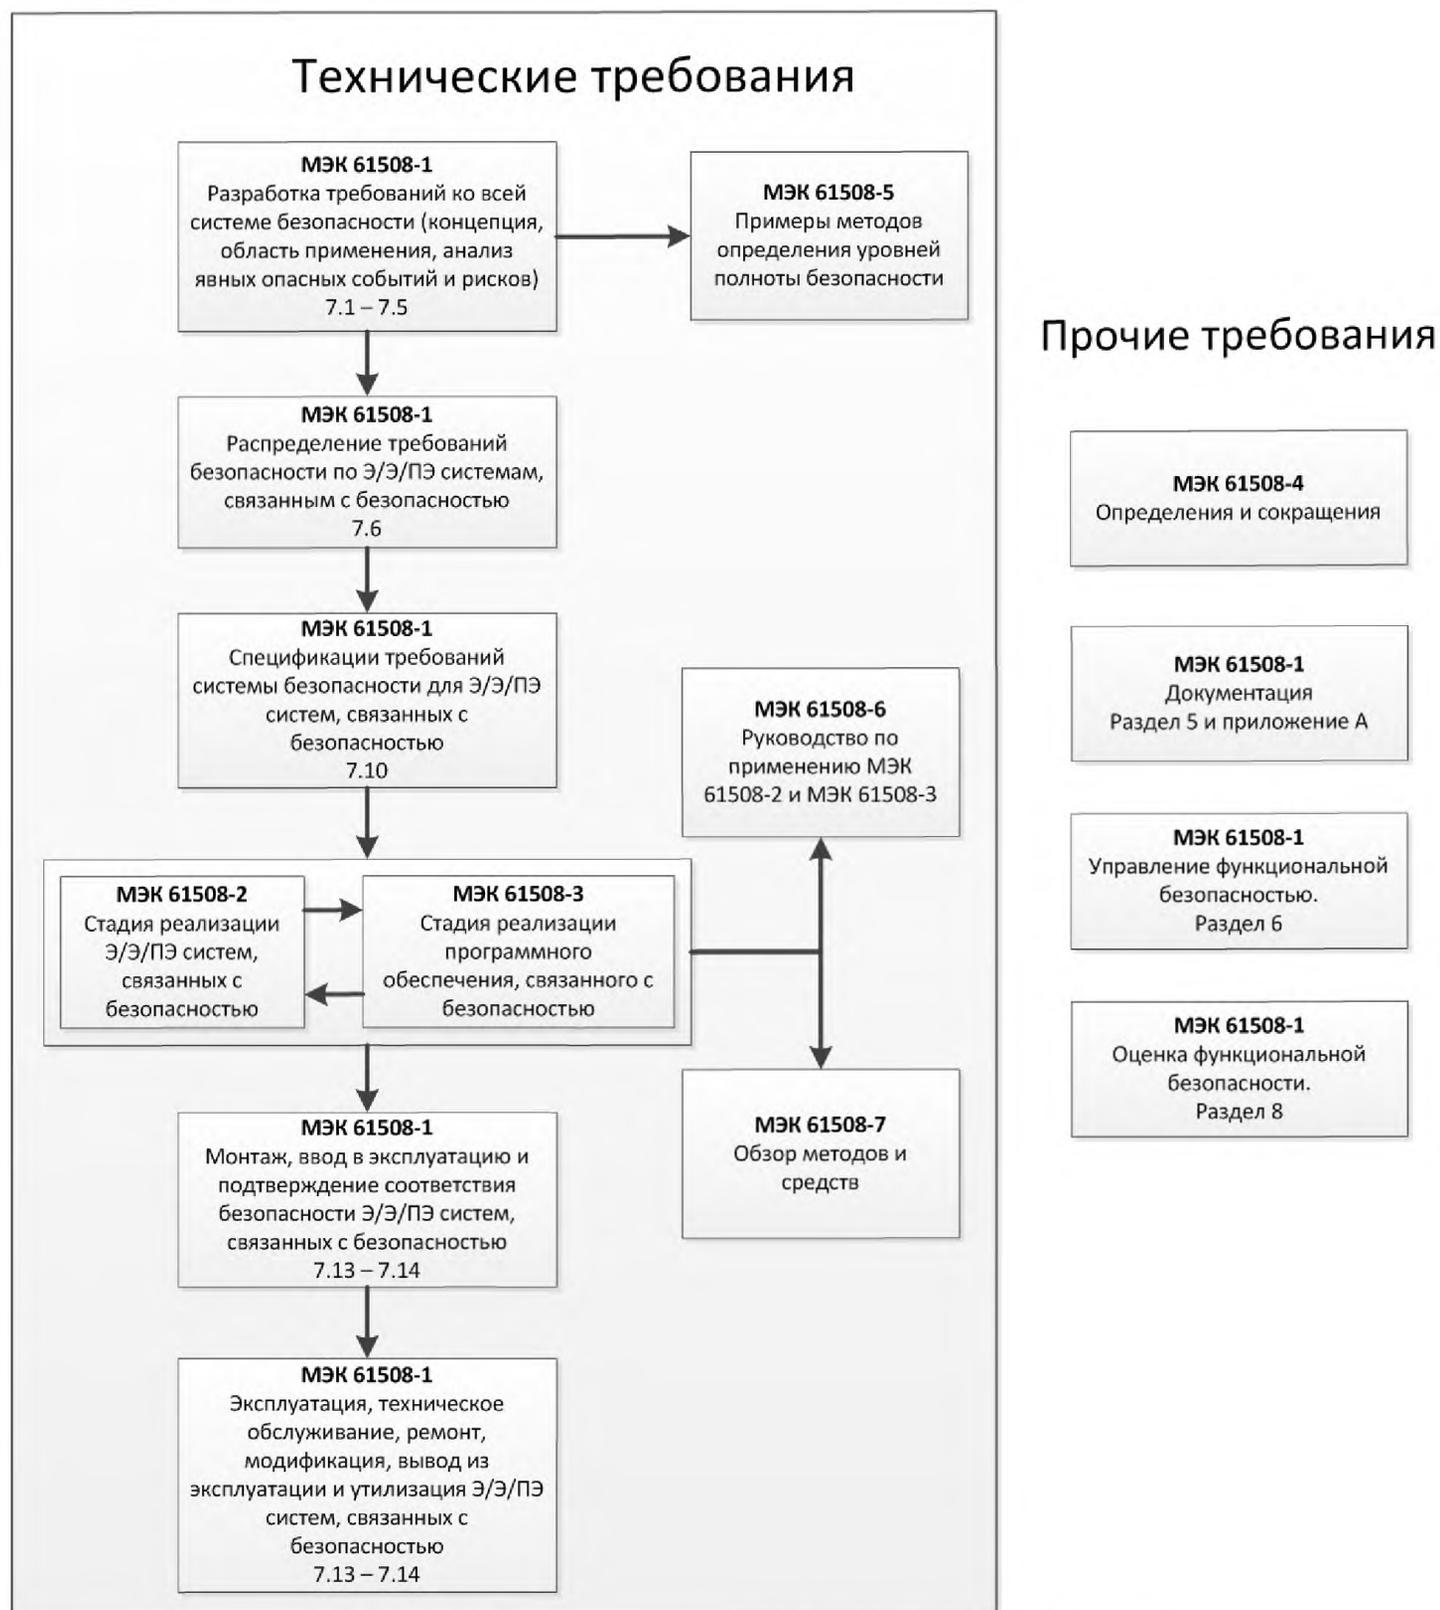 Технические требования
МЭК 61508-1
Разработка требований ко всей
системе безопасности (концепция,
область применения, анализ
явных опасных событий и рисков)
7.1 – 7.5
МЭК 61508-5
Примеры методов
определения уровней
полноты безопасности
МЭК 61508-1
Распределение требований
безопасности по Э/Э/ПЭ системам,
связанным с безопасностью
7.6
МЭК 61508-1
Спецификации требований
системы безопасности для Э/Э/ПЭ
систем, связанных с
безопасностью
7.10
МЭК 61508-6
Руководство по
применению МЭК
61508-2 и МЭК 61508-3
МЭК 61508-2
Стадия реализации
Э/Э/ПЭ систем,
связанных с
безопасностью
МЭК 61508-3
Стадия реализации
программного
обеспечения, связанного с
безопасностью
МЭК 61508-7
Обзор методов и
средств
МЭК 61508-1
Монтаж, ввод в эксплуатацию и
подтверждение соответствия
безопасности Э/Э/ПЭ систем,
связанных с безопасностью
7.13 – 7.14
МЭК 61508-1
Эксплуатация, техническое
обслуживание, ремонт,
модификация, вывод из
эксплуатации и утилизация Э/Э/ПЭ
систем, связанных с
безопасностью
7.13 – 7.14
Прочие требования
МЭК 61508-4
Определения и сокращения
МЭК 61508-1
Документация
Раздел 5 и приложение А
МЭК 61508-1
Управление функциональной
безопасностью.
Раздел 6
МЭК 61508-1
Оценка функциональной
безопасности.
Раздел 8